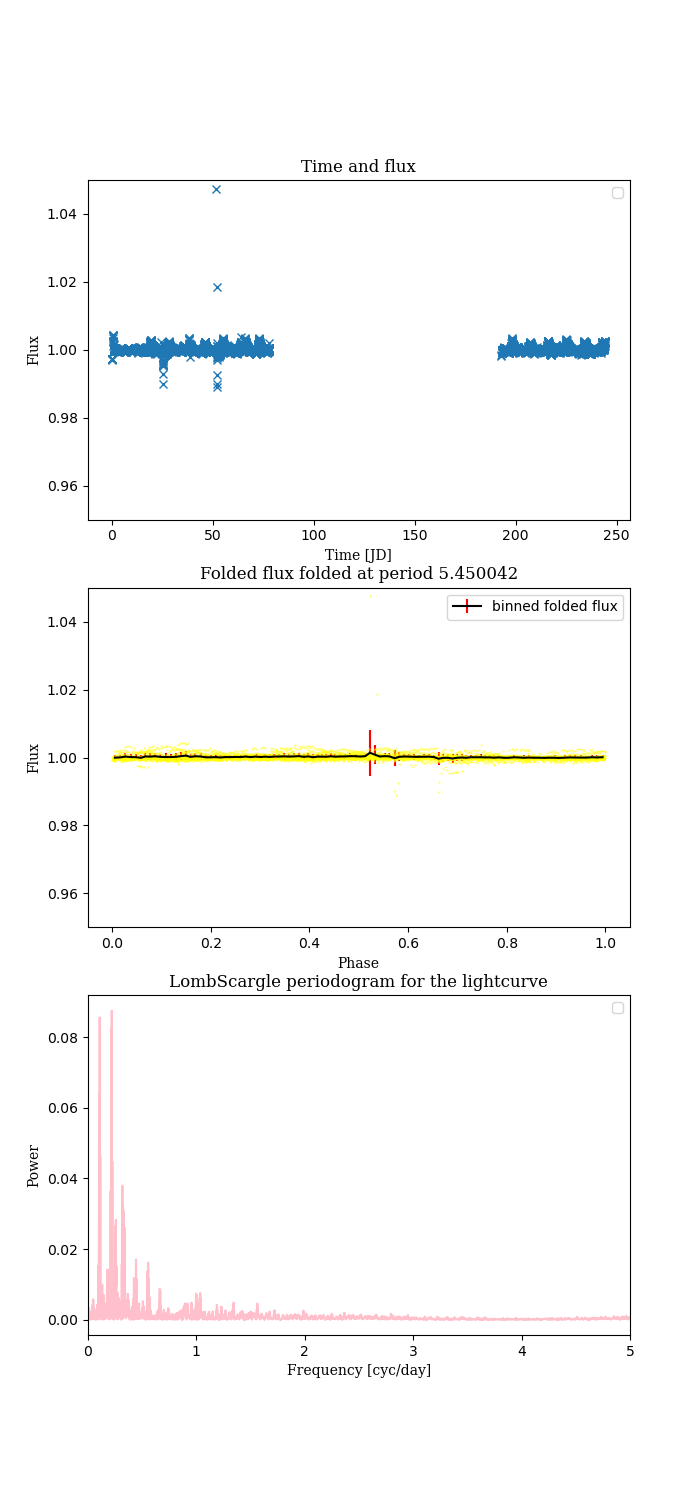 Time and flux
1.04
1.02
1.00
0.98
0.96
Flux
0 50 100 150 200 250
Time [JD]
Folded flux folded at period 5.450042
binned folded flux
1.04
1.02
1.00
0.98
0.96
Flux
0.0 0.2 0.4 0.6 0.8 1.0
Phase
LombScargle periodogram for the lightcurve
0.08
0.06
0.04
0.02
0.00
Power
0 1 2 3 4 5
Frequency [cyc/day]